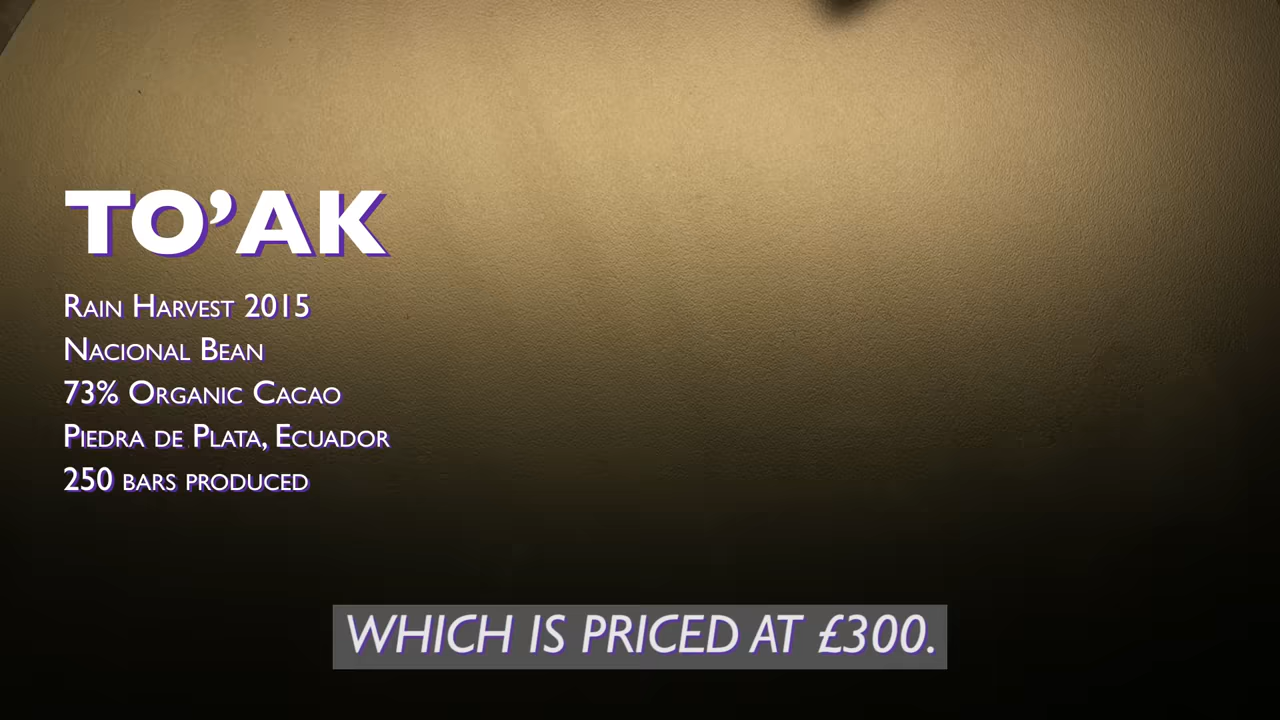 TO’AK
Rain Harvest 2015
Nacional Bean
73% Organic Cacao
Piedra de Plata, Ecuador
250 bars produced
WHICH IS PRICED AT £300.